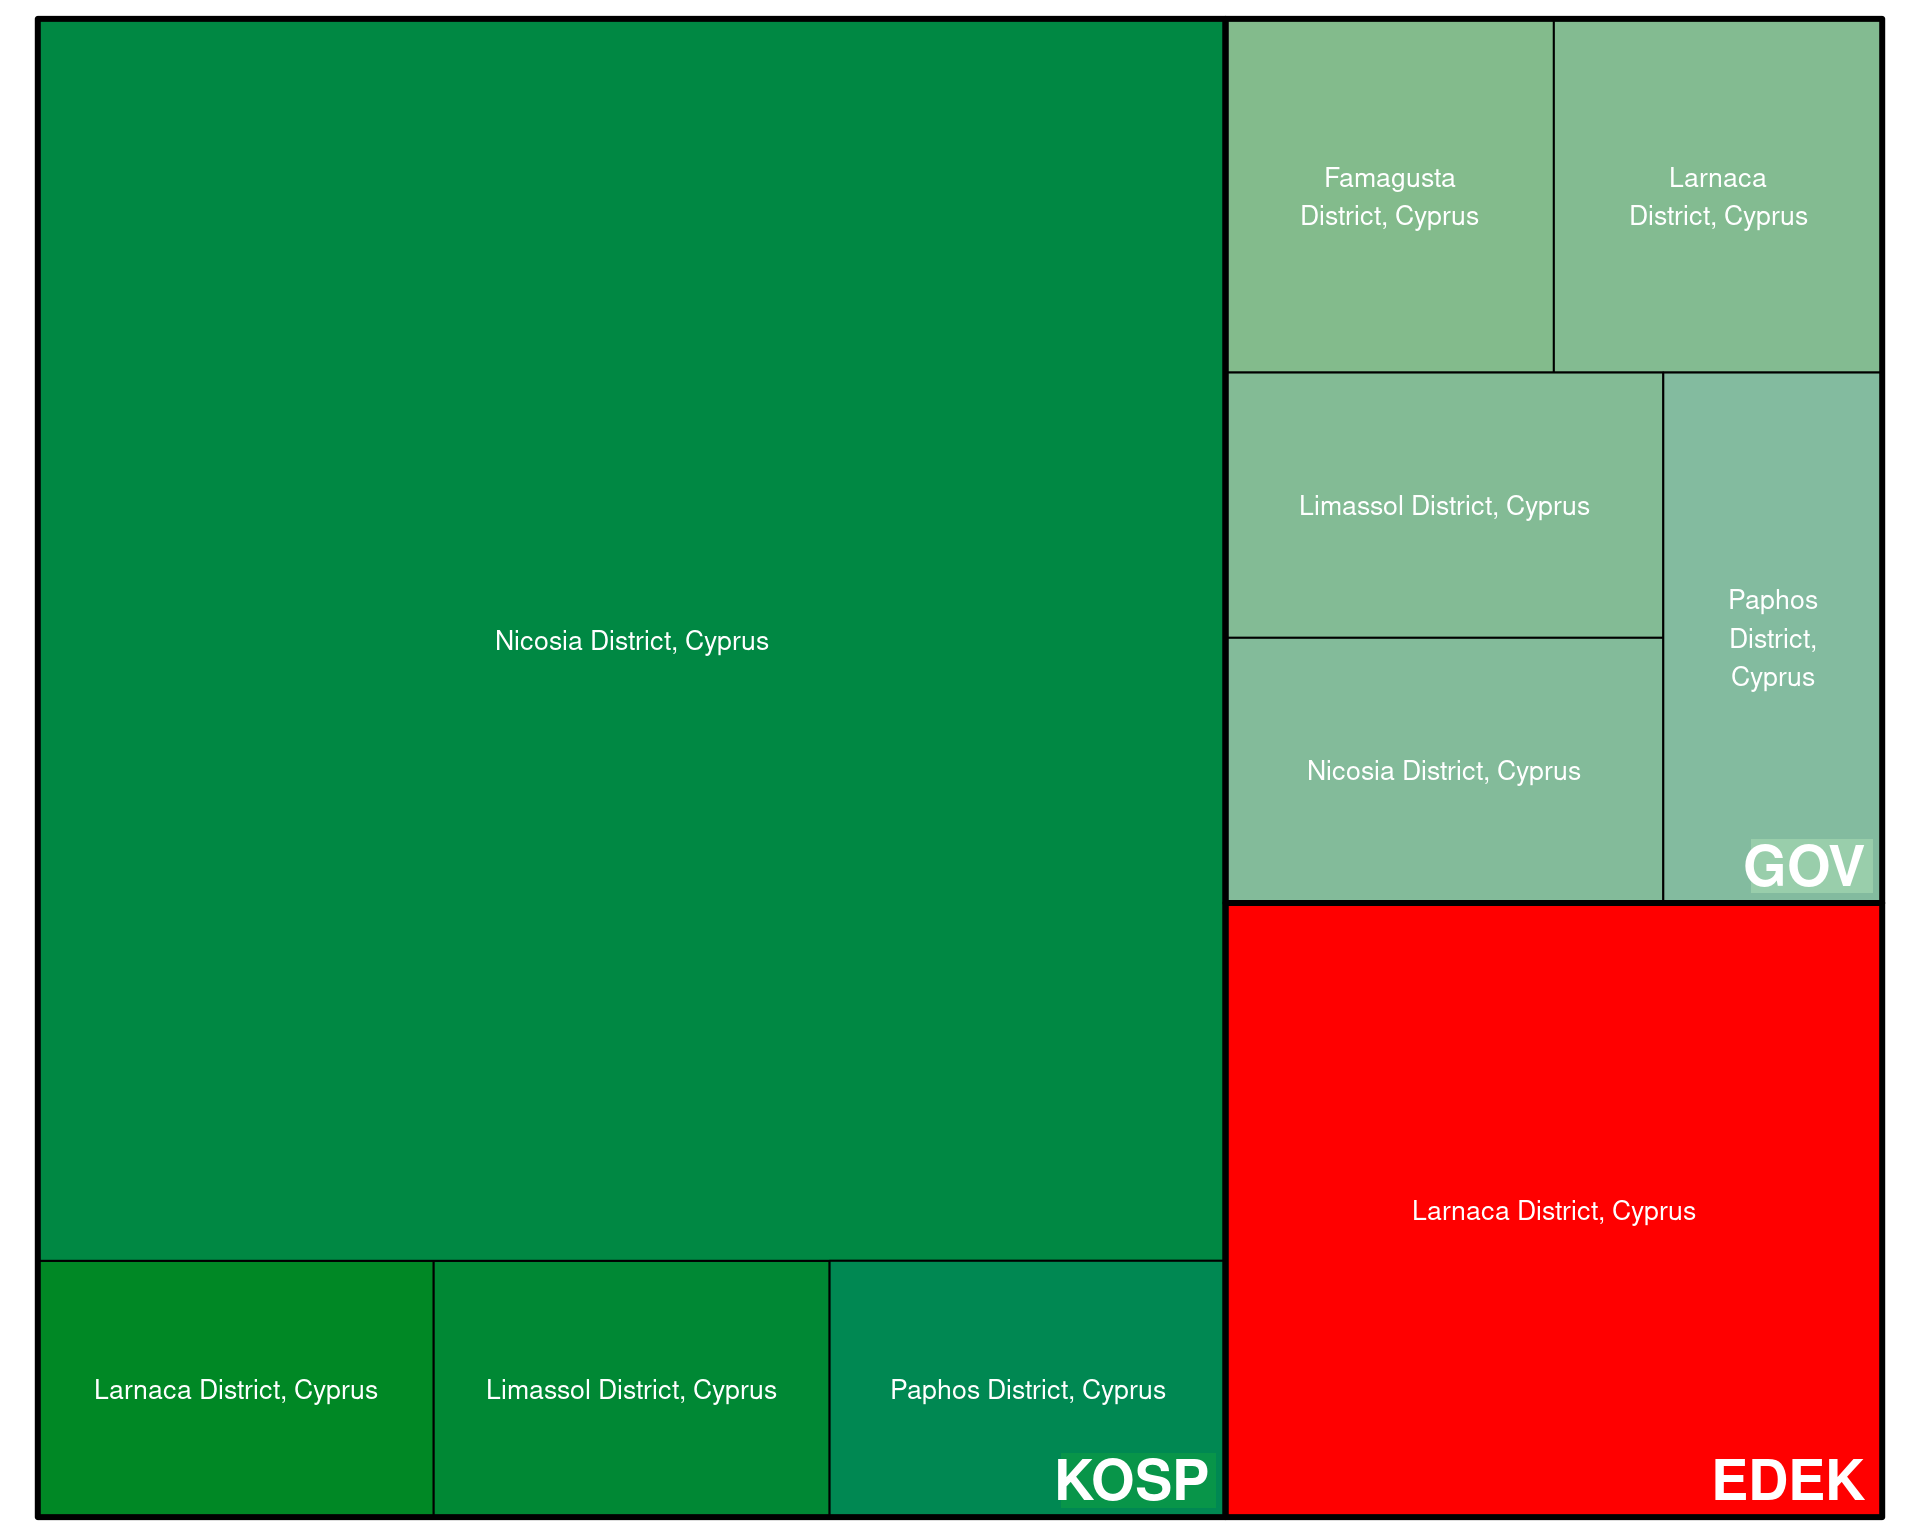 Nicosia District, Cyprus
Larnaca District, Cyprus
Limassol District, Cyprus
Paphos District, Cyprus
KOSP
Famagusta
District, Cyprus
Larnaca
District, Cyprus
Limassol District, Cyprus
Nicosia District, Cyprus
Paphos
District,
Cyprus
GOV
Larnaca District, Cyprus
EDEK